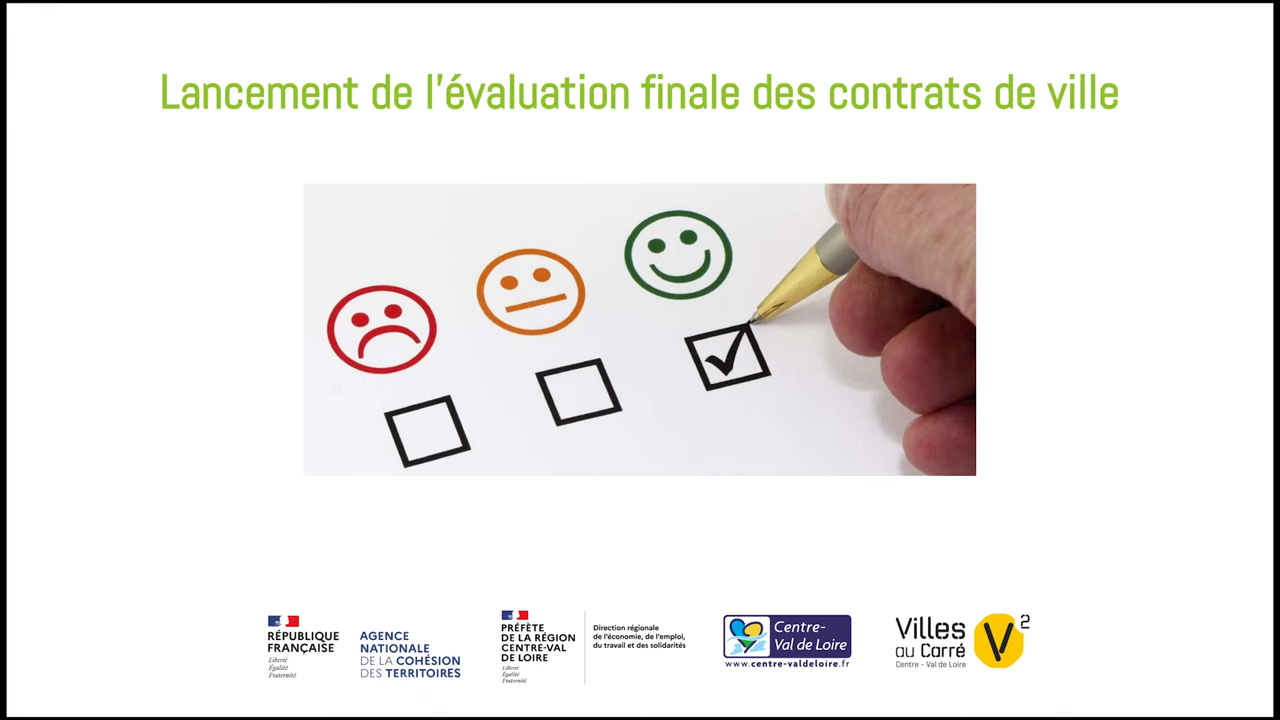 Lancement de l'évaluation finale des contrats de ville
RÉPUBLIQUE
FRANÇAISE
Liberté
Égalité
Fraternité
AGENCE
NATIONALE
DE LA COHÉSION
DES TERRITOIRES
PRÉFÈTE
DE LA RÉGION
CENTRE-VAL
DE LOIRE
Liberté
Égalité
Fraternité
Direction régionale
de l'économie, de l'emploi,
du travail et des solidarités
Centre-
Val de Loire
www.centre-valdeloire.fr
Villes
au Carré
Centre - Val de Loire
V
2